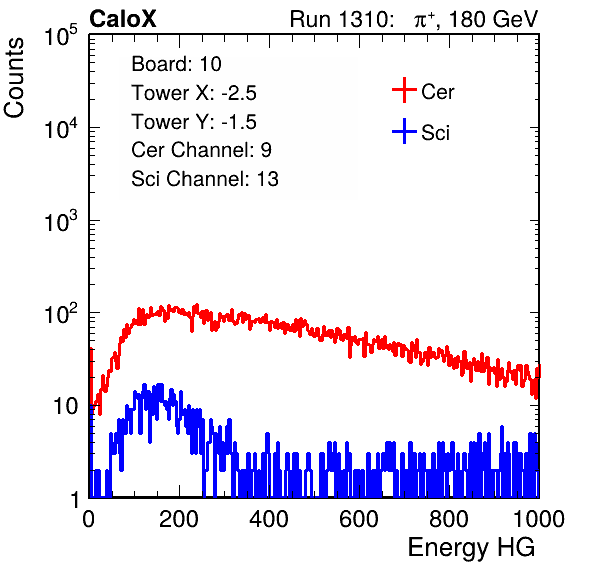 CaloX Run 1310: π⁺, 180 GeV
Counts
10⁵
10⁴
10³
10²
10
1
Board: 10
Tower X: -2.5
Tower Y: -1.5
Cer Channel: 9
Sci Channel: 13
Cer
Sci
0 200 400 600 800 1000
Energy HG